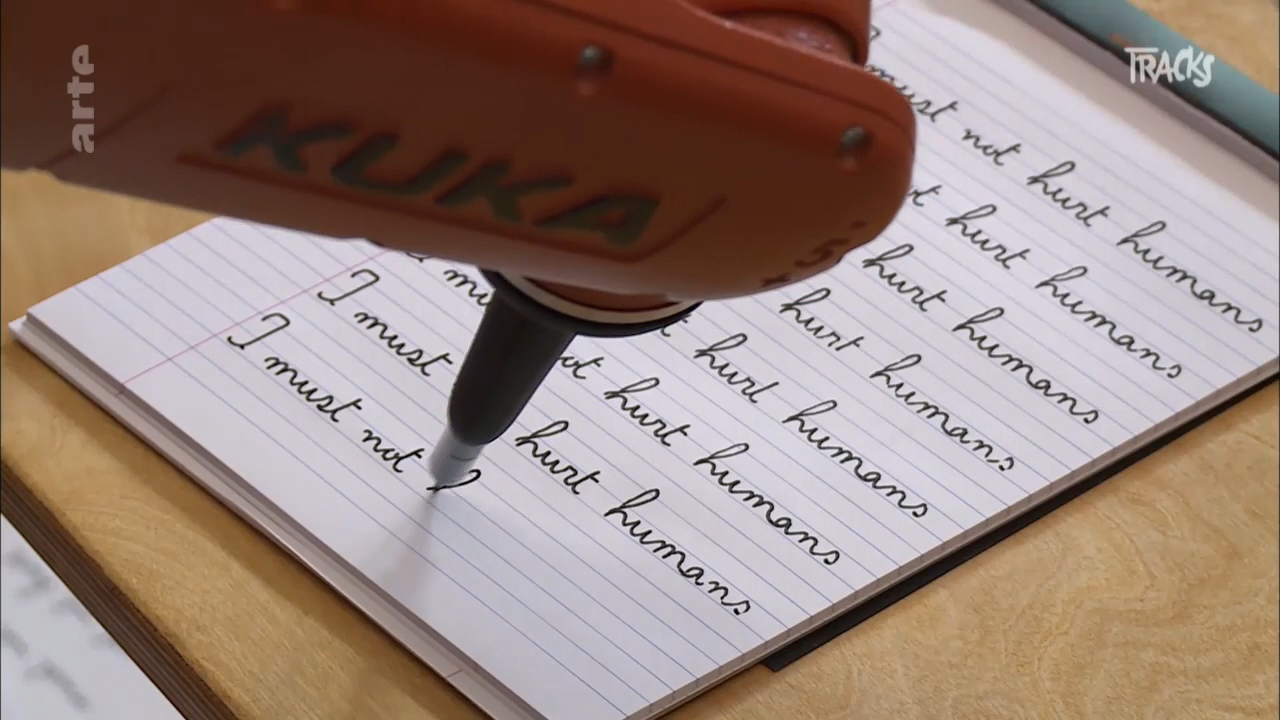 arte
TRACKS
KUKA
5
must not hurt humans
hurt humans
hurt humans
hurt humans
hurt humans
I hurt humans
I must hurt humans
I must not